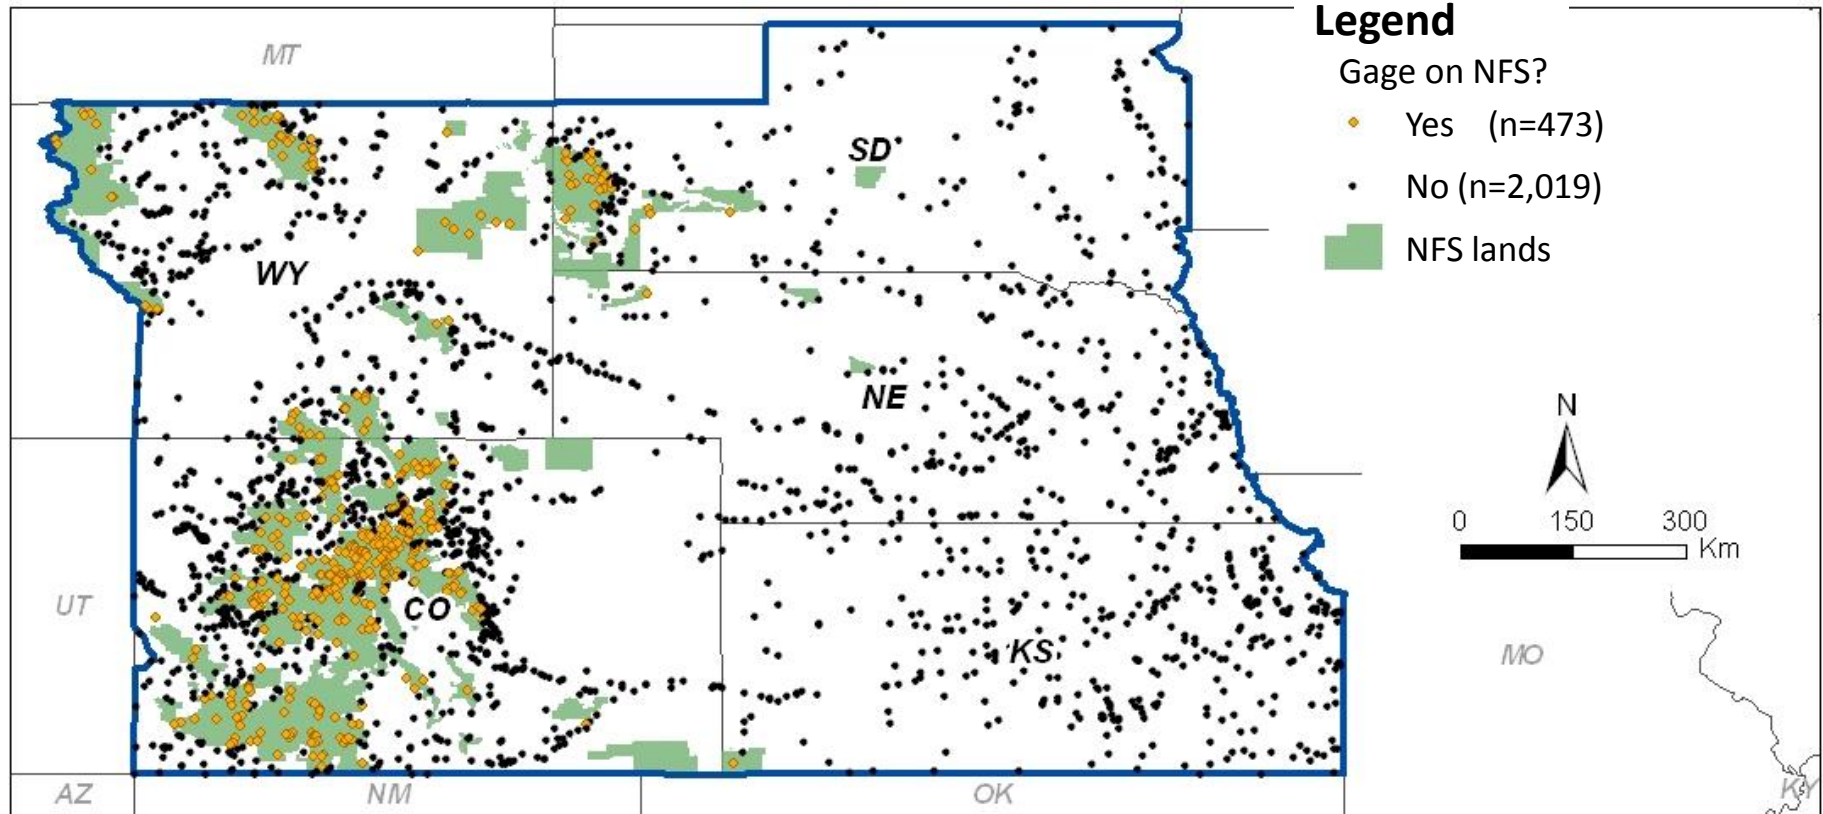 Legend
Gage on NFS?
Yes (n=473)
No (n=2,019)
NFS lands
MT
SD
WY
NE
N
0 150 300
Km
UT
CO
KS
MO
AZ
NM
OK
KY